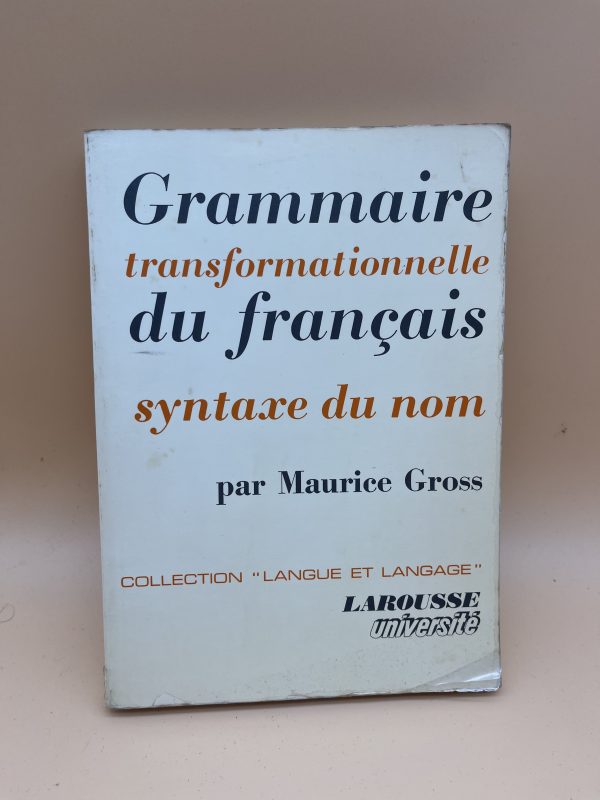 Grammaire
transformationnelle
du français
syntaxe du nom
par Maurice Gross
COLLECTION "LANGUE ET LANGAGE"
LAROUSSE
université